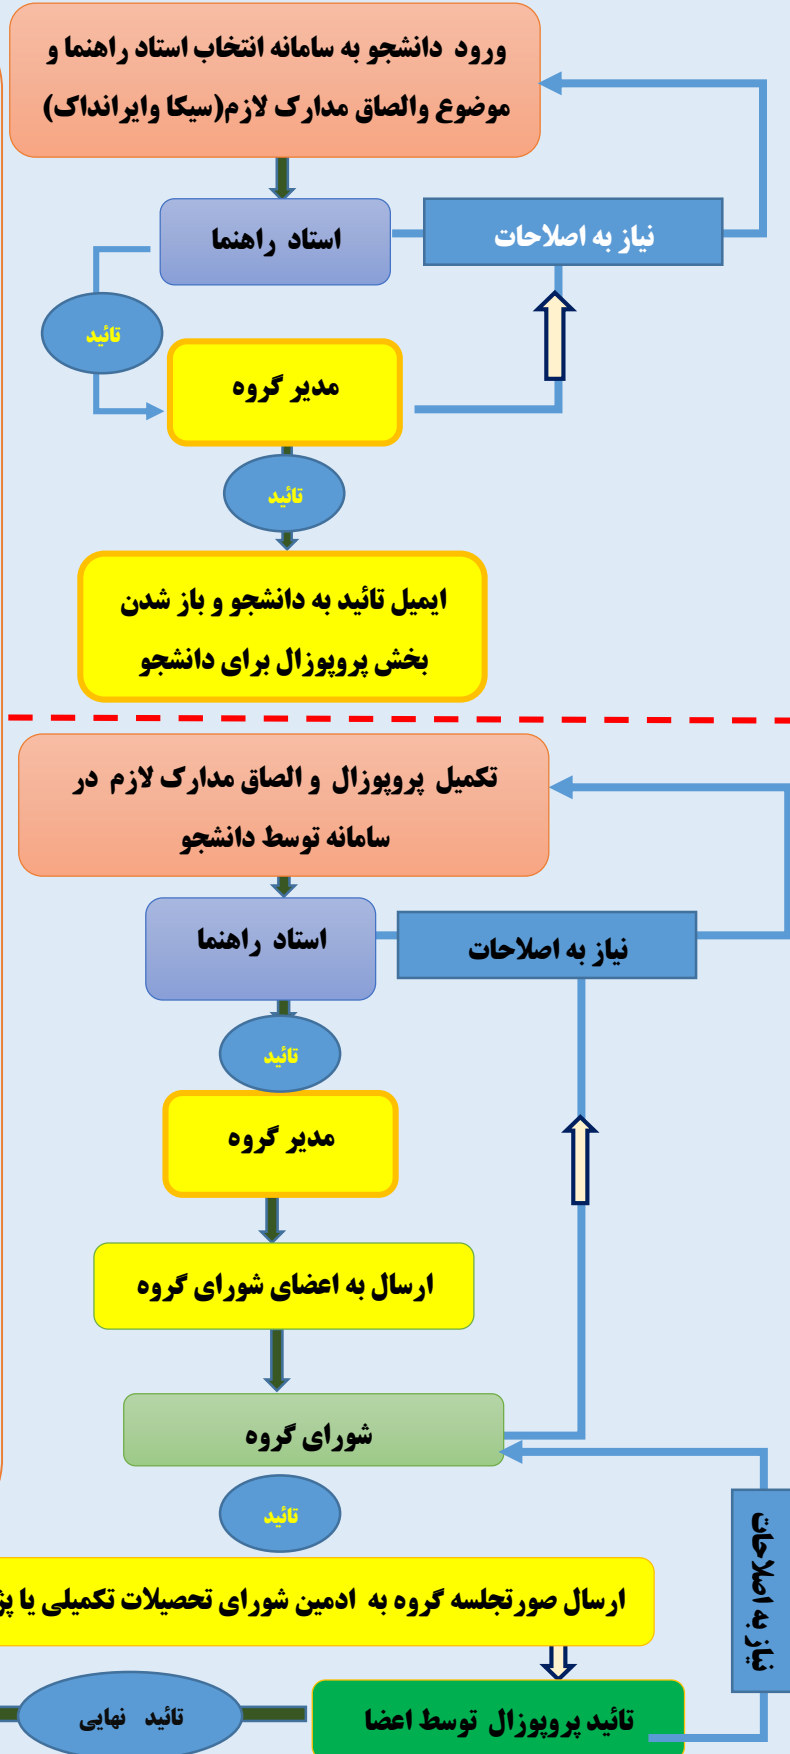 ورود دانشجو به سامانه انتخاب استاد راهنما و
موضوع والصاق مدارک لازم(سیکا وایرانداک)
استاد راهنما
نیاز به اصلاحات
تائید
مدیر گروه
تائید
ایمیل تائید به دانشجو و باز شدن
بخش پروپوزال برای دانشجو
تکمیل پروپوزال و الصاق مدارک لازم در
سامانه توسط دانشجو
استاد راهنما
نیاز به اصلاحات
تائید
مدیر گروه
ارسال به اعضای شورای گروه
شورای گروه
تائید
نیاز به اصلاحات
ارسال صورتجلسه گروه به ادمین شورای تحصیلات تکمیلی یا
تائید پروپوزال توسط اعضا
تائید نهایی